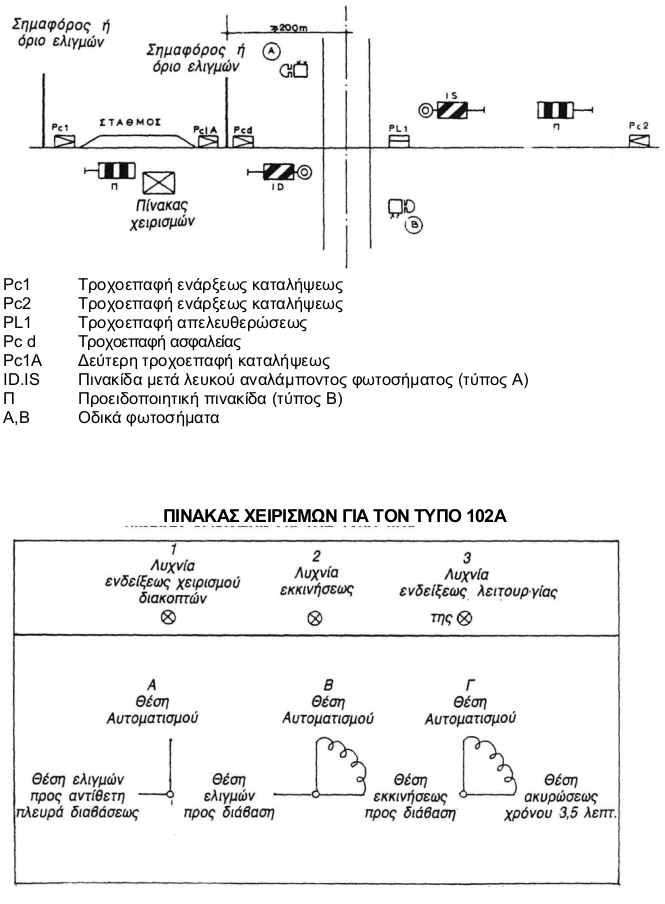 Σημαφόρος ή
όριο ελιγμών
Σημαφόρος ή
όριο ελιγμών
≥200m
A
IS
Π
Pc1
ΣΤΑΘΜΟΣ
Pc1A
Pcd
PL1
Pc2
Π
Πίνακας
χειρισμών
ID
B
Pc1 Τροχοεπαφή ενάρξεως καταλήψεως
Pc2 Τροχοεπαφή ενάρξεως καταλήψεως
PL1 Τροχοεπαφή απελευθερώσεως
Pc d Τροχοεπαφή ασφαλείας
Pc1A Δεύτερη τροχοεπαφή καταλήψεως
ID.IS Πινακίδα μετά λευκού αναλάμποντος φωτοσήματος (τύπος Α)
Π Προειδοποιητική πινακίδα (τύπος Β)
Α,Β Οδικά φωτοσήματα
ΠΙΝΑΚΑΣ ΧΕΙΡΙΣΜΩΝ ΓΙΑ ΤΟΝ ΤΥΠΟ 102Α
1
Λυχνία
ενδείξεως χειρισμού
διακοπτών
2
Λυχνία
εκκινήσεως
3
Λυχνία
ενδείξεως λειτουργίας
της
Α
Θέση
Αυτοματισμού
Θέση ελιγμών
προς αντίθετη
πλευρά διαβάσεως
Β
Θέση
Αυτοματισμού
Θέση
ελιγμών
προς διάβαση
Γ
Θέση
Αυτοματισμού
Θέση
εκκινήσεως
προς διάβαση
Θέση
ακυρώσεως
χρόνου 3,5 λεπτ.